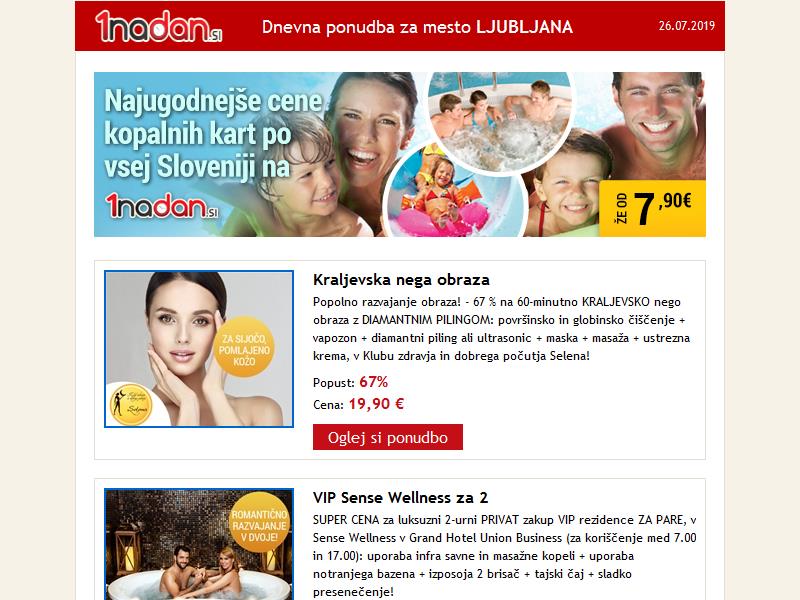 1nadan.SI
Dnevna ponudba za mesto LJUBLJANA
26.07.2019
Najugodnejše cene
kopalnih kart po
vsej Sloveniji na
1nadan.SI
ŽE OD 7,90€
Kraljevska nega obraza
Popolno razvajanje obraza! - 67 % na 60-minutno KRALJEVSKO nego
obraza z DIAMANTNIM PILINGOM: površinsko in globinsko čiščenje +
vapozon + diamantni piling ali ultrasonic + maska + masaža + ustrezna
krema, v Klubu zdravja in dobrega počutja Selena!
ZA SIJOČO,
POMLAJENO
KOŽO
Selena
Popust: 67%
Cena: 19,90 €
Oglej si ponudbo
VIP Sense Wellness za 2
SUPER CENA za luksuzni 2-urni PRIVAT zakup VIP rezidence ZA PARE, v
Sense Wellness v Grand Hotel Union Business (za koriščenje med 7.00
in 17.00): uporaba infra savne in masažne kopeli + uporaba
notranjega bazena + izposoja 2 brisač + tajski čaj + sladko
presenečenje!
ROMANTIČNO
RAZVAJANJE
V DVOJE!